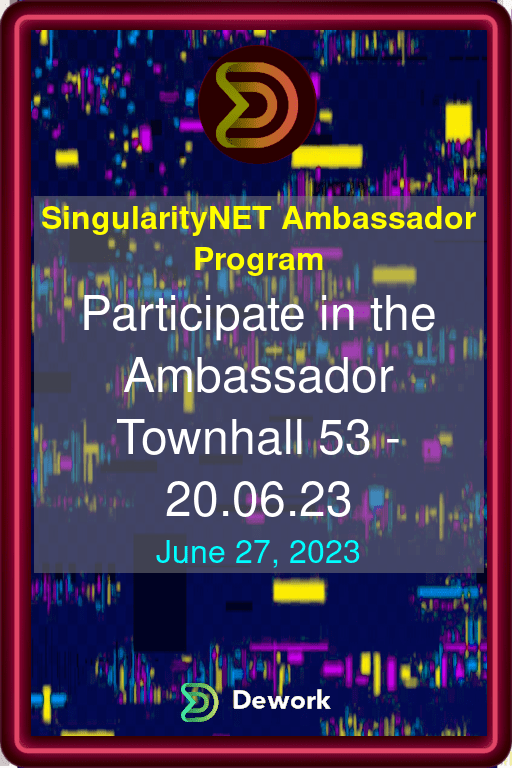 SingularityNET Ambassador
Program
Participate in the
Ambassador
Townhall 53 -
20.06.23
June 27, 2023
Dework